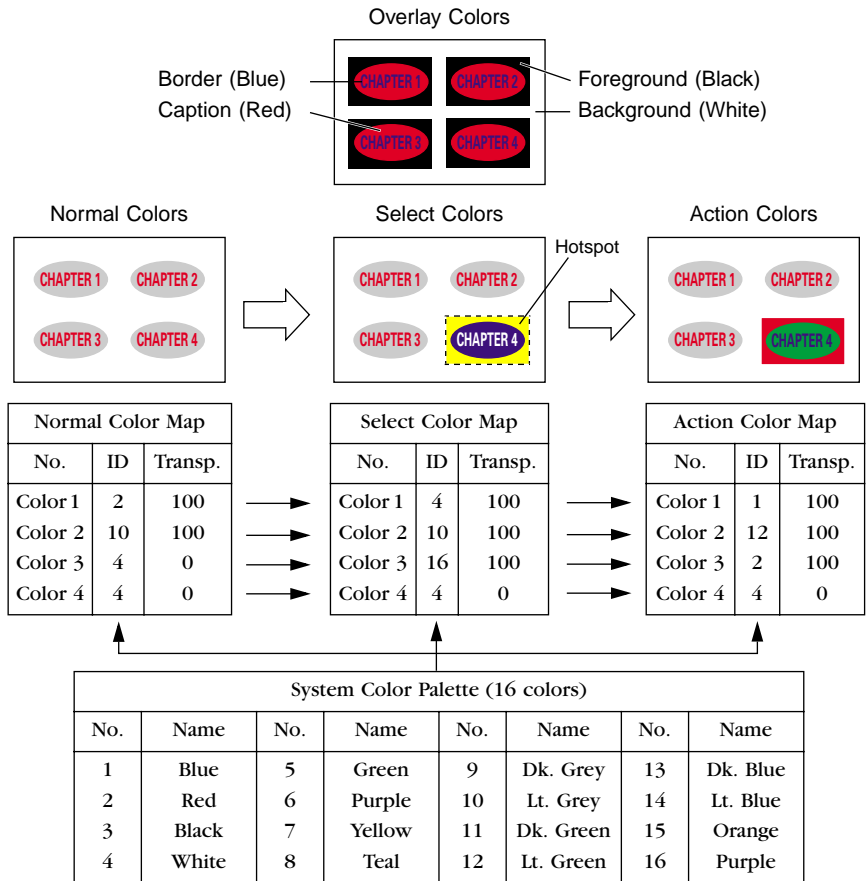 Overlay Colors
Border (Blue)
Caption (Red)
CHAPTER 1 CHAPTER 2
CHAPTER 3 CHAPTER 4
Foreground (Black)
Background (White)
Normal Colors
Select Colors
Action Colors
Hotspot
CHAPTER 1 CHAPTER 2
CHAPTER 3 CHAPTER 4
CHAPTER 1 CHAPTER 2
CHAPTER 3 CHAPTER 4
CHAPTER 1 CHAPTER 2
CHAPTER 3 CHAPTER 4
Normal Color Map
No. ID Transp.
Color 1 2 100
Color 2 10 100
Color 3 4 0
Color 4 4 0
Select Color Map
No. ID Transp.
Color 1 4 100
Color 2 10 100
Color 3 16 100
Color 4 4 0
Action Color Map
No. ID Transp.
Color 1 1 100
Color 2 12 100
Color 3 2 100
Color 4 4 0
System Color Palette (16 colors)
No. Name No. Name No. Name No. Name
1 Blue 5 Green 9 Dk. Grey 13 Dk. Blue
2 Red 6 Purple 10 Lt. Grey 14 Lt. Blue
3 Black 7 Yellow 11 Dk. Green 15 Orange
4 White 8 Teal 12 Lt. Green 16 Purple